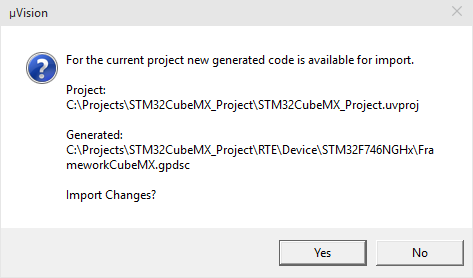 µVision
For the current project new generated code is available for import.
Project:
C:\Projects\STM32CubeMX_Project\STM32CubeMX_Project.uvproj
Generated:
C:\Projects\STM32CubeMX_Project\RTE\Device\STM32F746NGHx\Fra
meworkCubeMX.gpdsc
Import Changes?
Yes
No